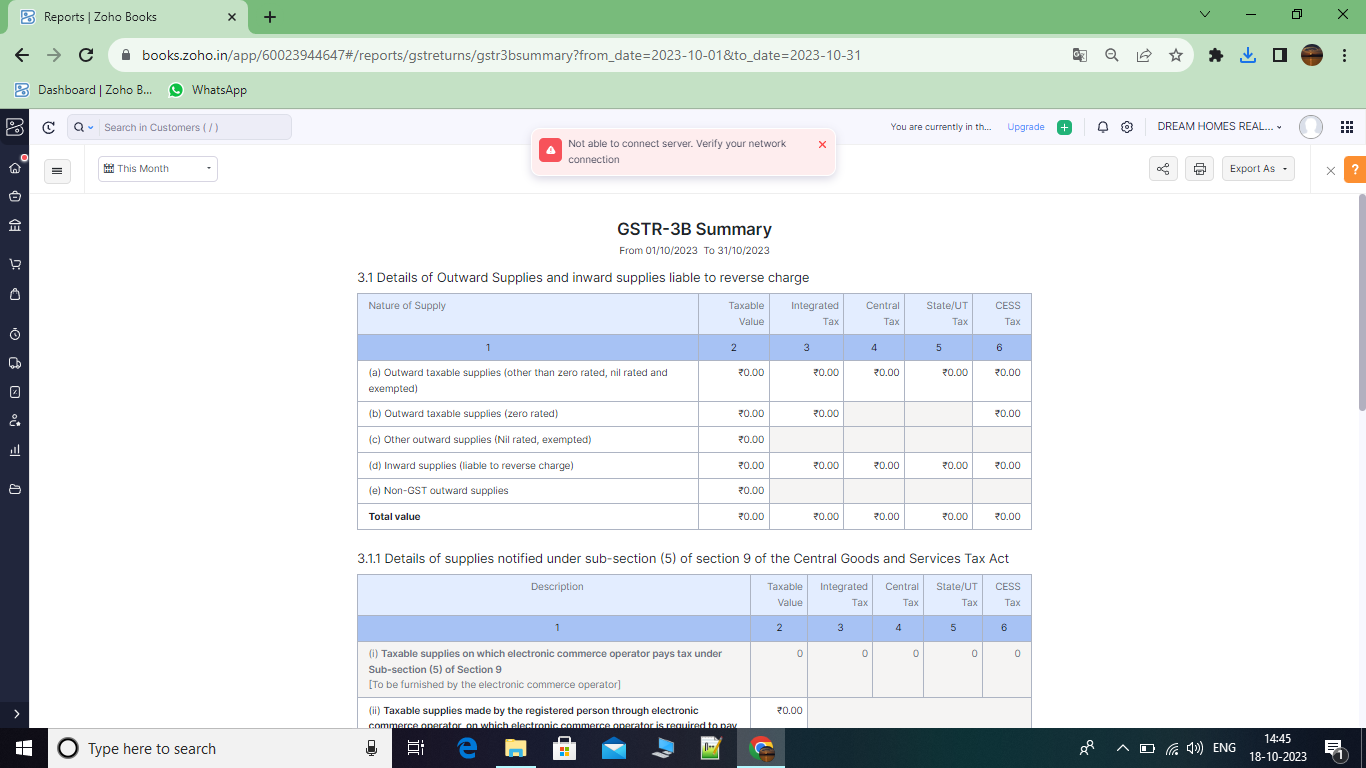 Reports | Zoho Books
books.zoho.in/app/60023944647#/reports/gstreturns/gstr3bsummary?from_date=2023-10-01&to_date=2023-10-31
Dashboard | Zoho B... WhatsApp
Search in Customers ( / )
You are currently in th... Upgrade DREAM HOMES REAL...
Not able to connect server. Verify your network
connection
This Month
Export As
?
GSTR-3B Summary
From 01/10/2023 To 31/10/2023
3.1 Details of Outward Supplies and inward supplies liable to reverse charge
Nature of Supply Taxable Value Integrated Tax Central Tax State/UT Tax CESS Tax
1 2 3 4 5 6
(a) Outward taxable supplies (other than zero rated, nil rated and exempted) ₹0.00 ₹0.00 ₹0.00 ₹0.00 ₹0.00
(b) Outward taxable supplies (zero rated) ₹0.00 ₹0.00 ₹0.00
(c) Other outward supplies (Nil rated, exempted) ₹0.00
(d) Inward supplies (liable to reverse charge) ₹0.00 ₹0.00 ₹0.00 ₹0.00 ₹0.00
(e) Non-GST outward supplies ₹0.00
Total value ₹0.00 ₹0.00 ₹0.00 ₹0.00 ₹0.00
3.1.1 Details of supplies notified under sub-section (5) of section 9 of the Central Goods and Services Tax Act
Description Taxable Value Integrated Tax Central Tax State/UT Tax CESS Tax
1 2 3 4 5 6
(i) Taxable supplies on which electronic commerce operator pays tax under 0 0 0 0 0
Sub-section (5) of Section 9
[To be furnished by the electronic commerce operator]
(ii) Taxable supplies made by the registered person through electronic ₹0.00
commerce operator, on which electronic commerce operator is required to pay
Type here to search
ENG
14:45
18-10-2023
1